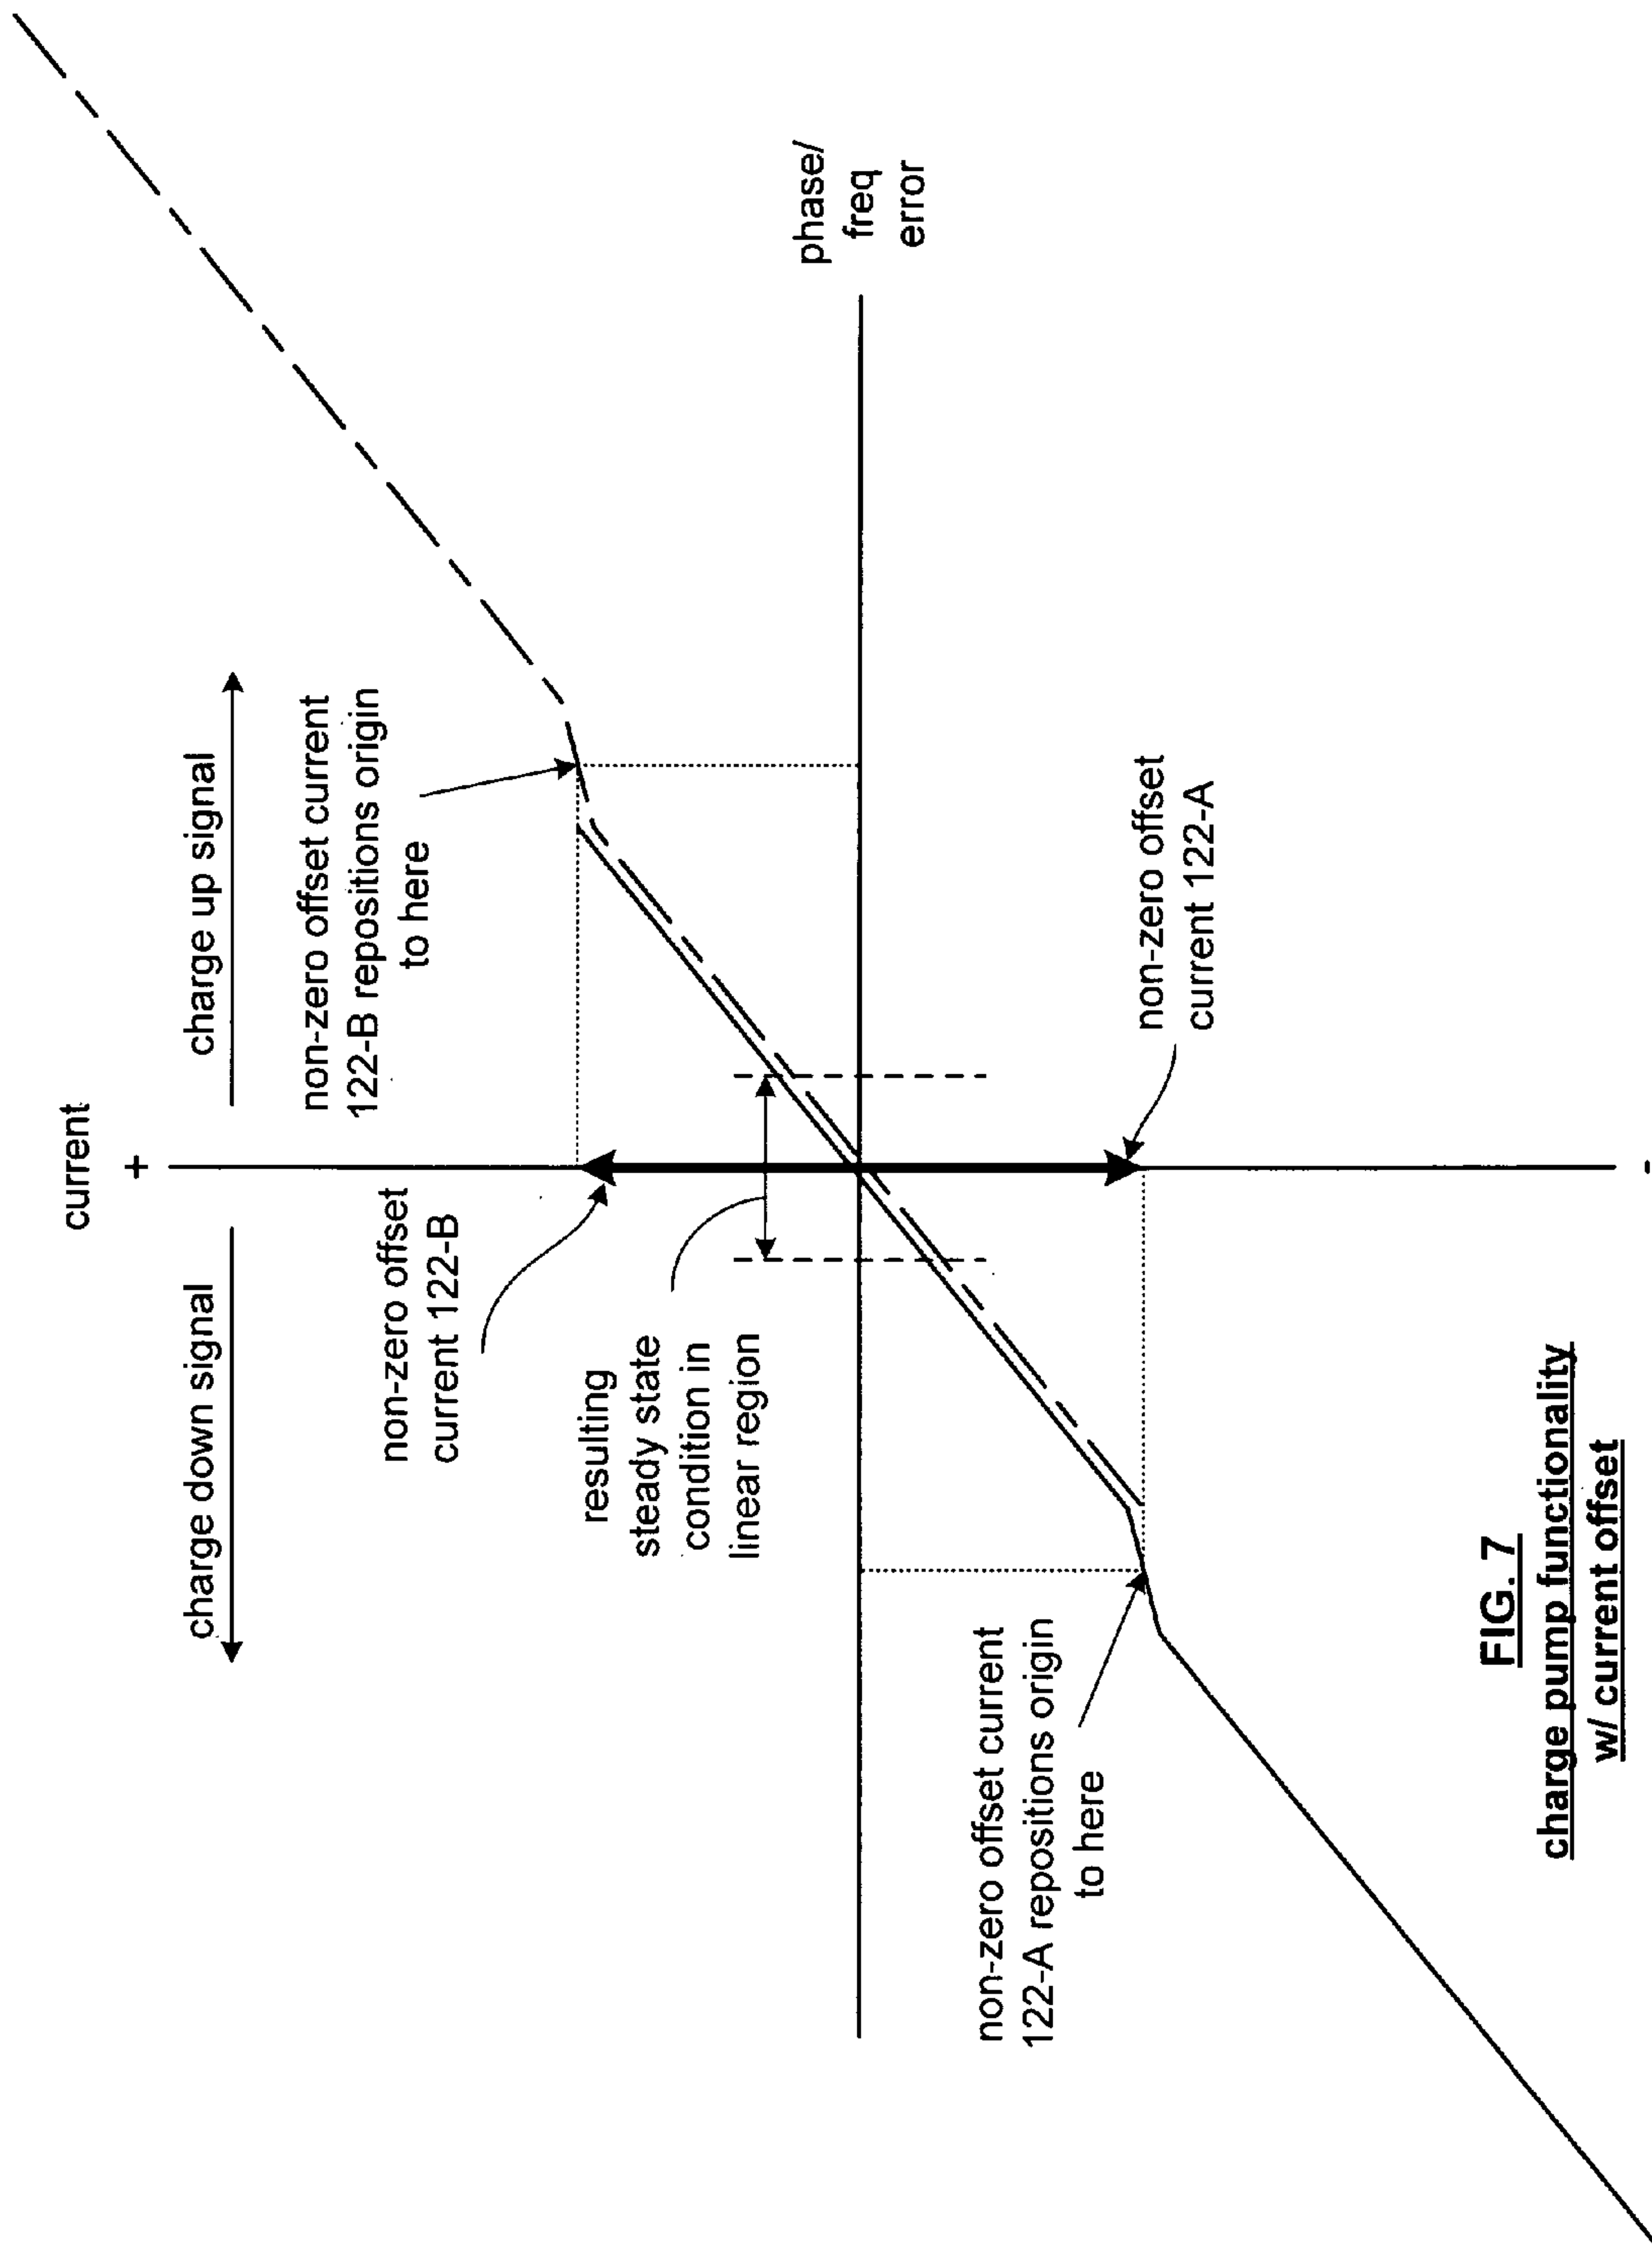 current
+
charge down signal
charge up signal
non-zero offset current
122-B repositions origin
to here
non-zero offset
current 122-B
resulting
steady state
condition in
linear region
phase/
freq
error
non-zero offset current
122-A repositions origin
to here
non-zero offset
current 122-A
-
FIG. 7
charge pump functionality
w/ current offset